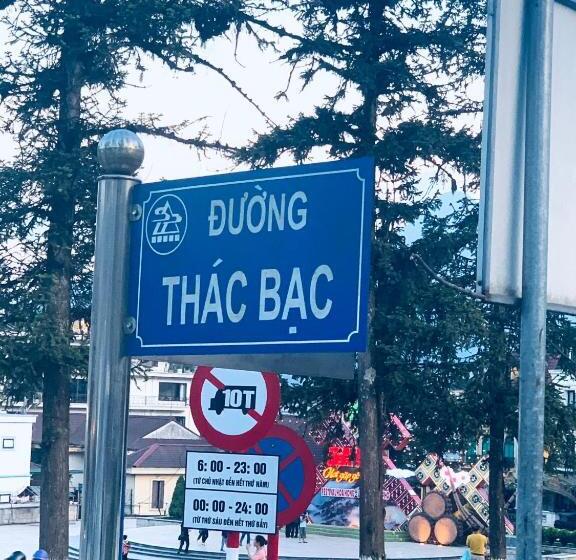 ĐƯỜNG
THÁC BẠC
10T
6: 00 - 23: 00
(TỪ CHỦ NHẬT ĐẾN HẾT THỨ NĂM)
00: 00 - 24: 00
(TỪ THỨ SÁU ĐẾN HẾT THỨ BẢY)